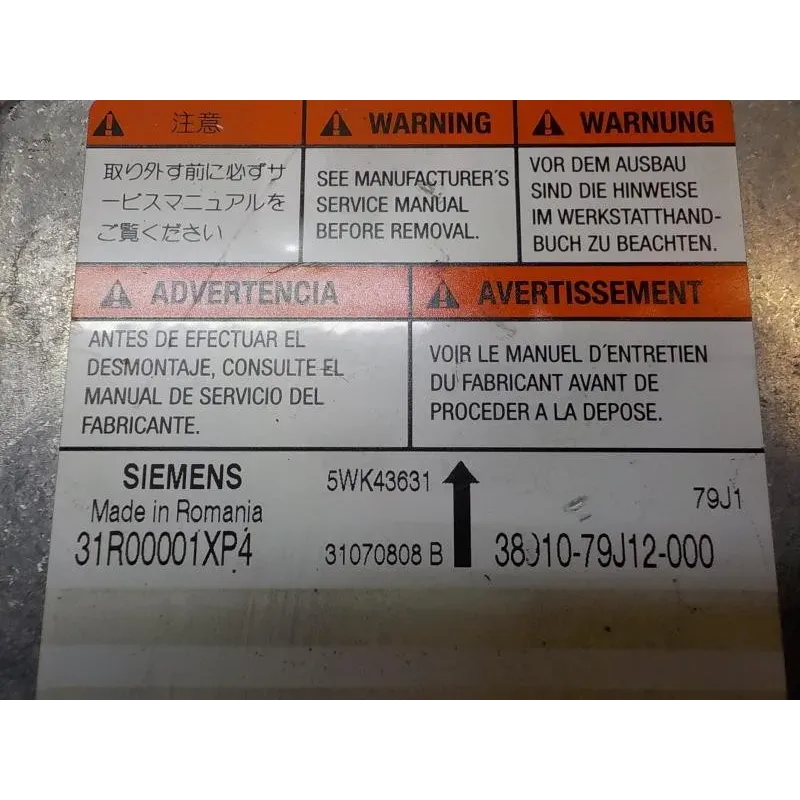 注意
取り外す前に必ずサ
ービスマニュアルを
ご覧ください
WARNING
SEE MANUFACTURER'S
SERVICE MANUAL
BEFORE REMOVAL.
WARNUNG
VOR DEM AUSBAU
SIND DIE HINWEISE
IM WERKSTATTHAND-
BUCH ZU BEACHTEN.
ADVERTENCIA
ANTES DE EFECTUAR EL
DESMONTAJE, CONSULTE EL
MANUAL DE SERVICIO DEL
FABRICANTE.
AVERTISSEMENT
VOIR LE MANUEL D'ENTRETIEN
DU FABRICANT AVANT DE
PROCEDER A LA DEPOSE.
SIEMENS
Made in Romania
31R00001XP4
5WK43631
31070808 B
79J1
38910-79J12-000